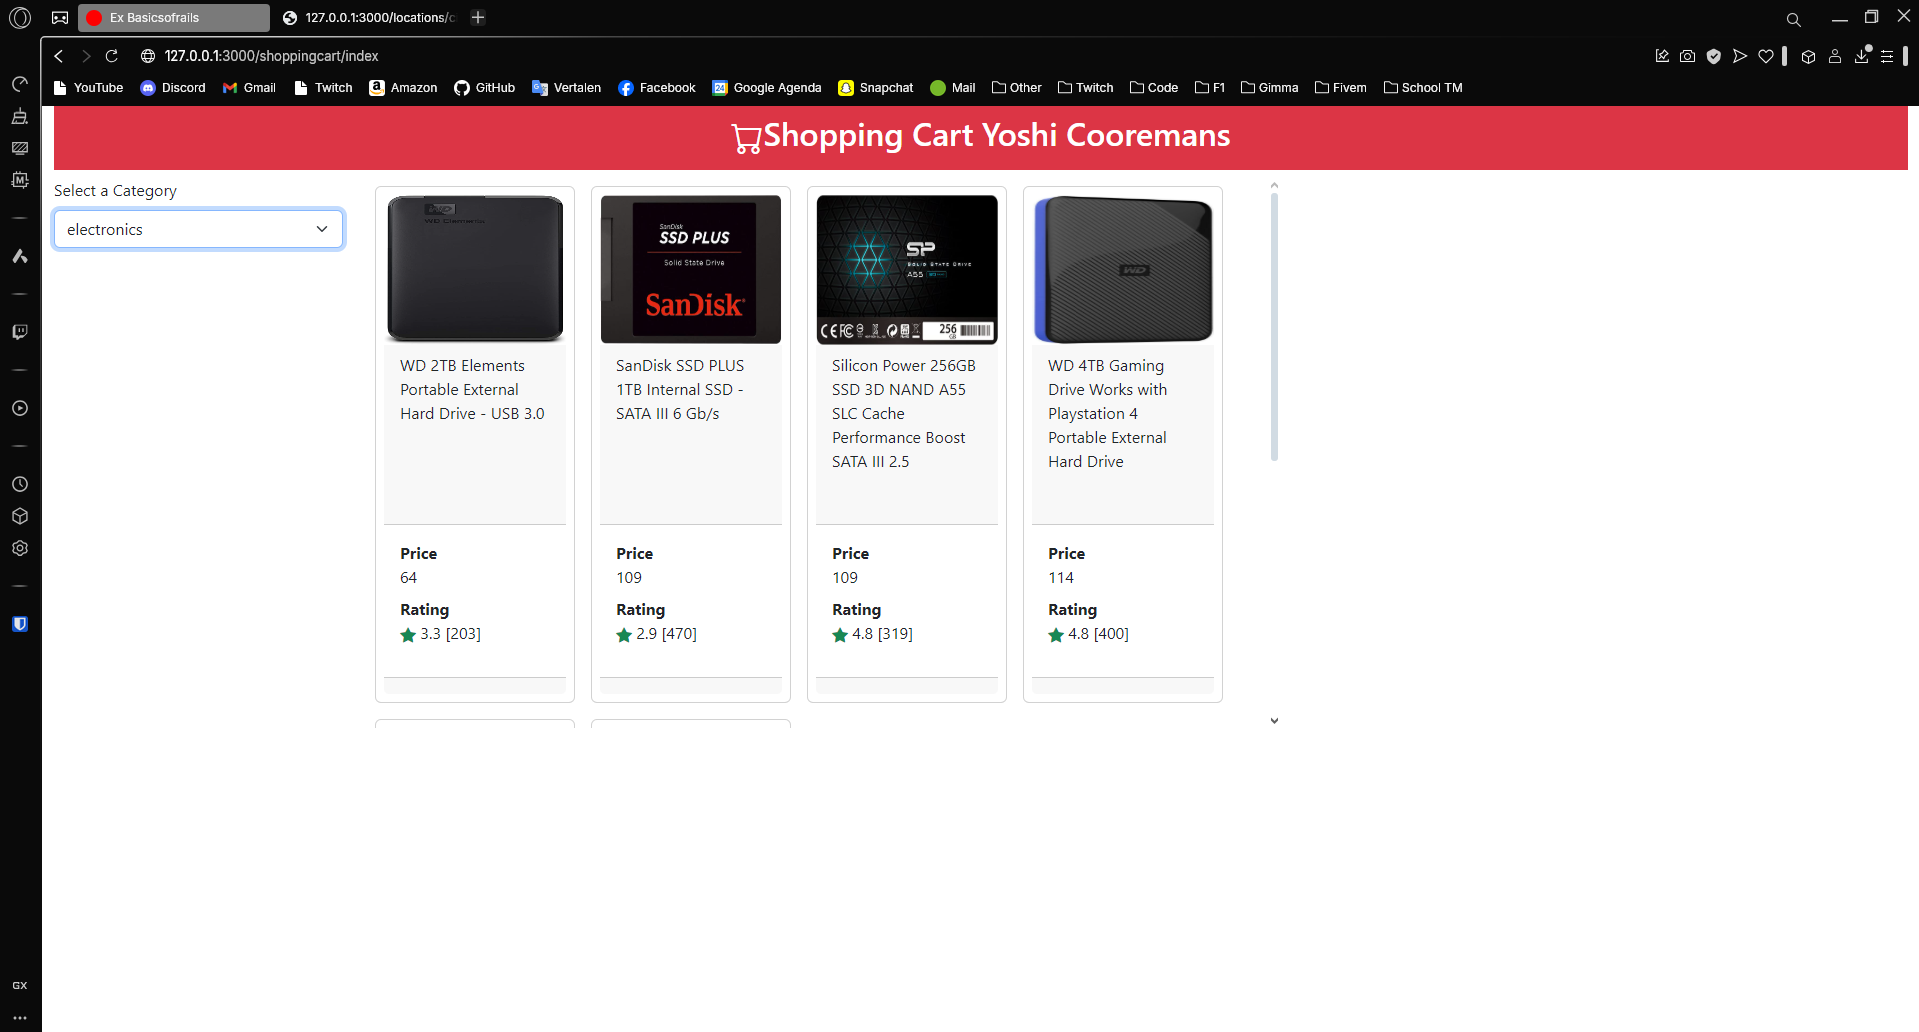 Ex Basicsofrails
127.0.0.1:3000/locations/c
127.0.0.1:3000/shoppingcart/index
YouTube Discord Gmail Twitch Amazon GitHub Vertalen Facebook Google Agenda Snapchat Mail Other Twitch Code F1 Gimma Fivem School TM
Shopping Cart Yoshi Cooremans
Select a Category
electronics
WD
WD Elements
WD 2TB Elements
Portable External
Hard Drive - USB 3.0
Price
64
Rating
3.3 [203]
SanDisk
SSD PLUS
Solid State Drive
SanDisk
SanDisk SSD PLUS
1TB Internal SSD -
SATA III 6 Gb/s
Price
109
Rating
2.9 [470]
SP
SOLID STATE DRIVE
A55
256
GB
Silicon Power 256GB
SSD 3D NAND A55
SLC Cache
Performance Boost
SATA III 2.5
Price
109
Rating
4.8 [319]
WD
WD 4TB Gaming
Drive Works with
Playstation 4
Portable External
Hard Drive
Price
114
Rating
4.8 [400]
GX